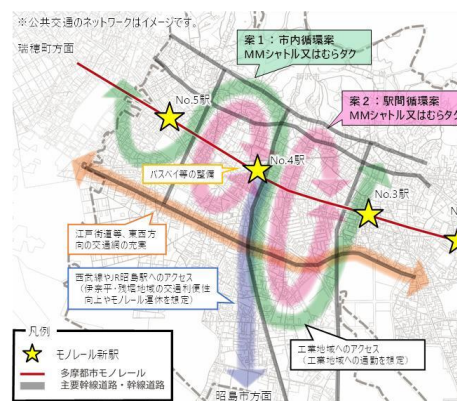 ※公共交通のネットワークはイメージです。
瑞穂町方面
案1:市内循環案
MMシャトル又はむらタク
No.5駅
案2:駅間循環案
MMシャトル又はむらタク
No.4駅
バスベイ等の整備
No.3駅
N
江戸街道等、東西方
向の交通網の充実
西武線やJR昭島駅へのアクセス
(伊奈平・残堀地域の交通利便性
向上やモノレール運休を想定)
工業地域へのアクセス
(工業地域への通勤を想定)
凡例
モノレール新駅
多摩都市モノレール
主要幹線道路・幹線道路
昭島市方面